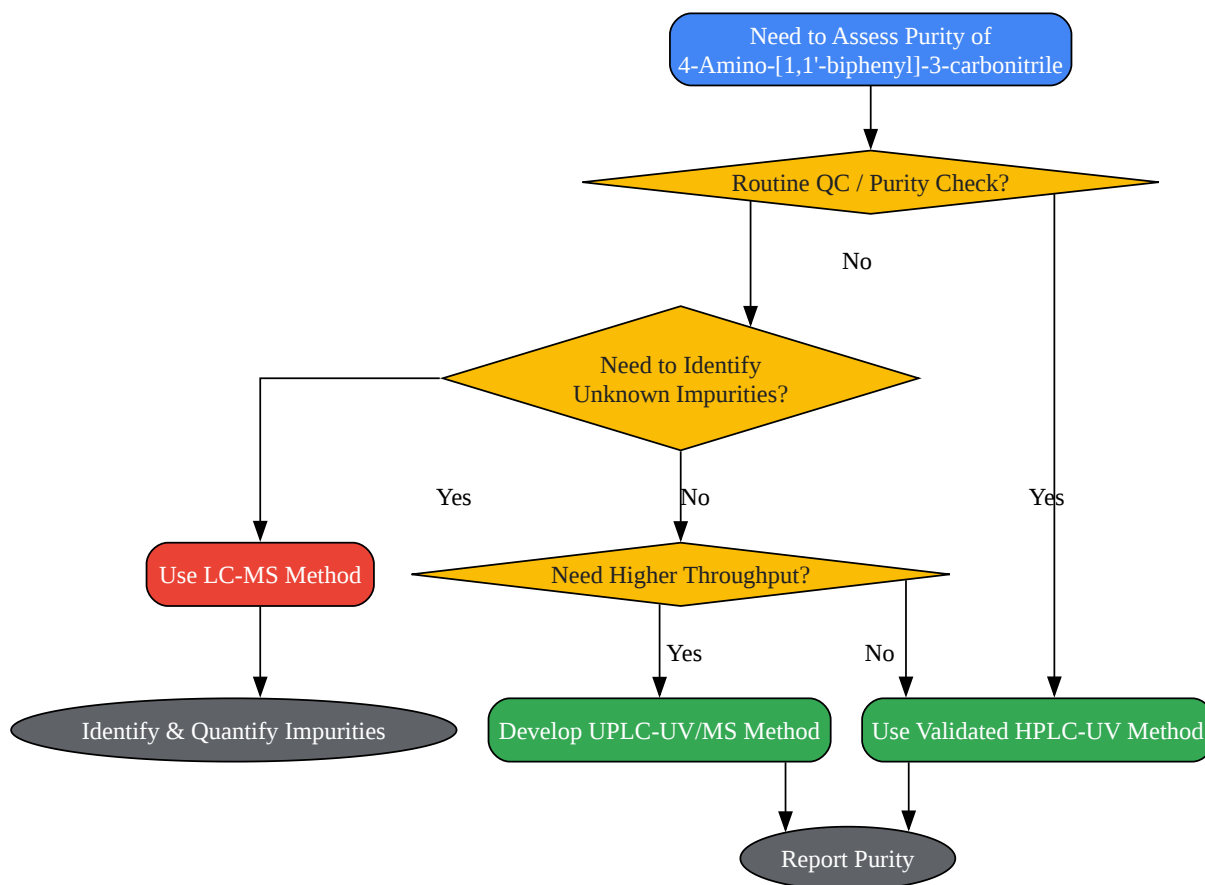 Need to Assess Purity of
4-Amino-[1,1'-biphenyl]-3-carbonitrile
Routine QC / Purity Check?
No
Need to Identify
Unknown Impurities?
Yes
No
Yes
Use LC-MS Method
Need Higher Throughput?
Yes
No
Identify & Quantify Impurities
Develop UPLC-UV/MS Method
Use Validated HPLC-UV Method
Report Purity